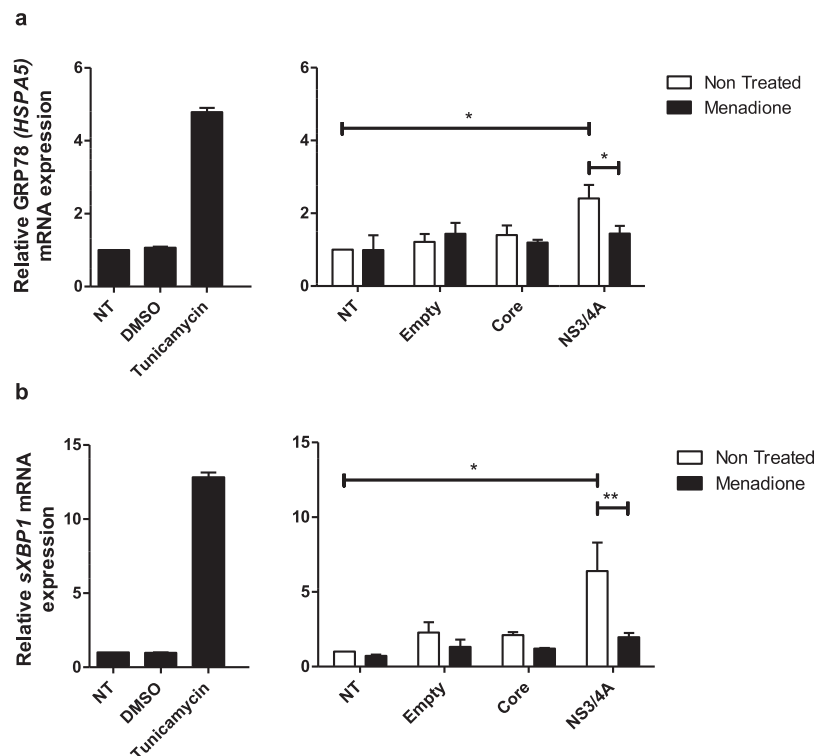 a
Relative GRP78 (HSPA5)
mRNA expression
6
4
2
0
NT
DMSO
Tunicamycin
6
4
2
0
*
*
NT
Empty
Core
NS3/4A
Non Treated
Menadione
b
Relative sXBP1 mRNA
expression
15
10
5
0
NT
DMSO
Tunicamycin
15
10
5
0
*
**
NT
Empty
Core
NS3/4A
Non Treated
Menadione